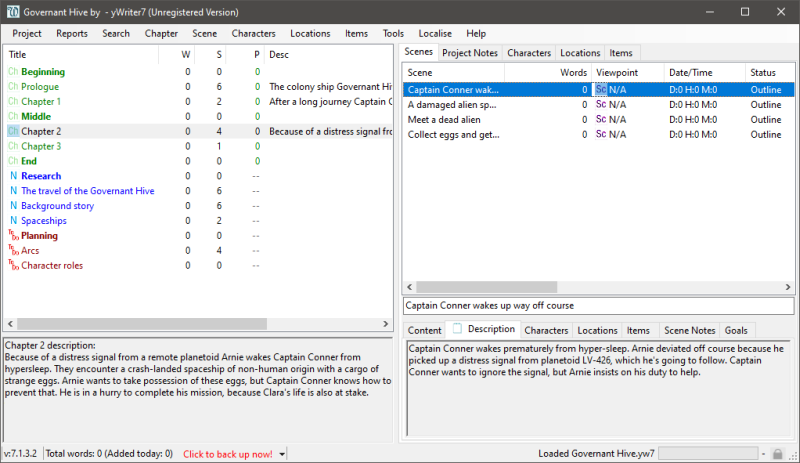 Governant Hive by - yWriter7 (Unregistered Version)
Project Reports Search Chapter Scene Characters Locations Items Tools Localise Help
Title W S P Desc
Ch Beginning 0 0 0
Ch Prologue 0 6 0 The colony ship Governant Hi
Ch Chapter 1 0 2 0 After a long journey Captain C
Ch Middle 0 0 0
Ch Chapter 2 0 4 0 Because of a distress signal fro
Ch Chapter 3 0 1 0
Ch End 0 0 0
N Research 0 0 --
N The travel of the Governant Hive 0 6 --
N Background story 0 6 --
N Spaceships 0 2 --
To Do Planning 0 0 --
To Do Arcs 0 4 --
To Do Character roles 0 0 --
Chapter 2 description:
Because of a distress signal from a remote planetoid Arnie wakes Captain Conner from
hypersleep. They encounter a crash-landed spaceship of non-human origin with a cargo of
strange eggs. Arnie wants to take possession of these eggs, but Captain Conner knows how to
prevent that. He is in a hurry to complete his mission, because Clara's life is also at stake.
Scenes Project Notes Characters Locations Items
Scene Words Viewpoint Date/Time Status
Captain Conner wak... 0 Sc N/A D:0 H:0 M:0 Outline
A damaged alien sp... 0 Sc N/A D:0 H:0 M:0 Outline
Meet a dead alien 0 Sc N/A D:0 H:0 M:0 Outline
Collect eggs and get... 0 Sc N/A D:0 H:0 M:0 Outline
Captain Conner wakes up way off course
Content Description Characters Locations Items Scene Notes Goals
Captain Conner wakes prematurely from hyper-sleep. Arnie deviated off course because he
picked up a distress signal from planetoid LV-426, which he's going to follow. Captain
Conner wants to ignore the signal, but Arnie insists on his duty to help.
v:7.1.3.2 Total words: 0 (Added today: 0) Click to back up now! Loaded Governant Hive.yw7 -